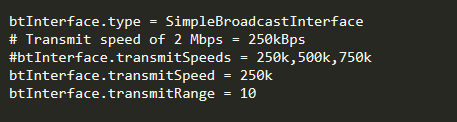 btInterface.type = SimpleBroadcastInterface
# Transmit speed of 2 Mbps = 250kBps
#btInterface.transmitSpeeds = 250k,500k,750k
btInterface.transmitSpeed = 250k
btInterface.transmitRange = 10